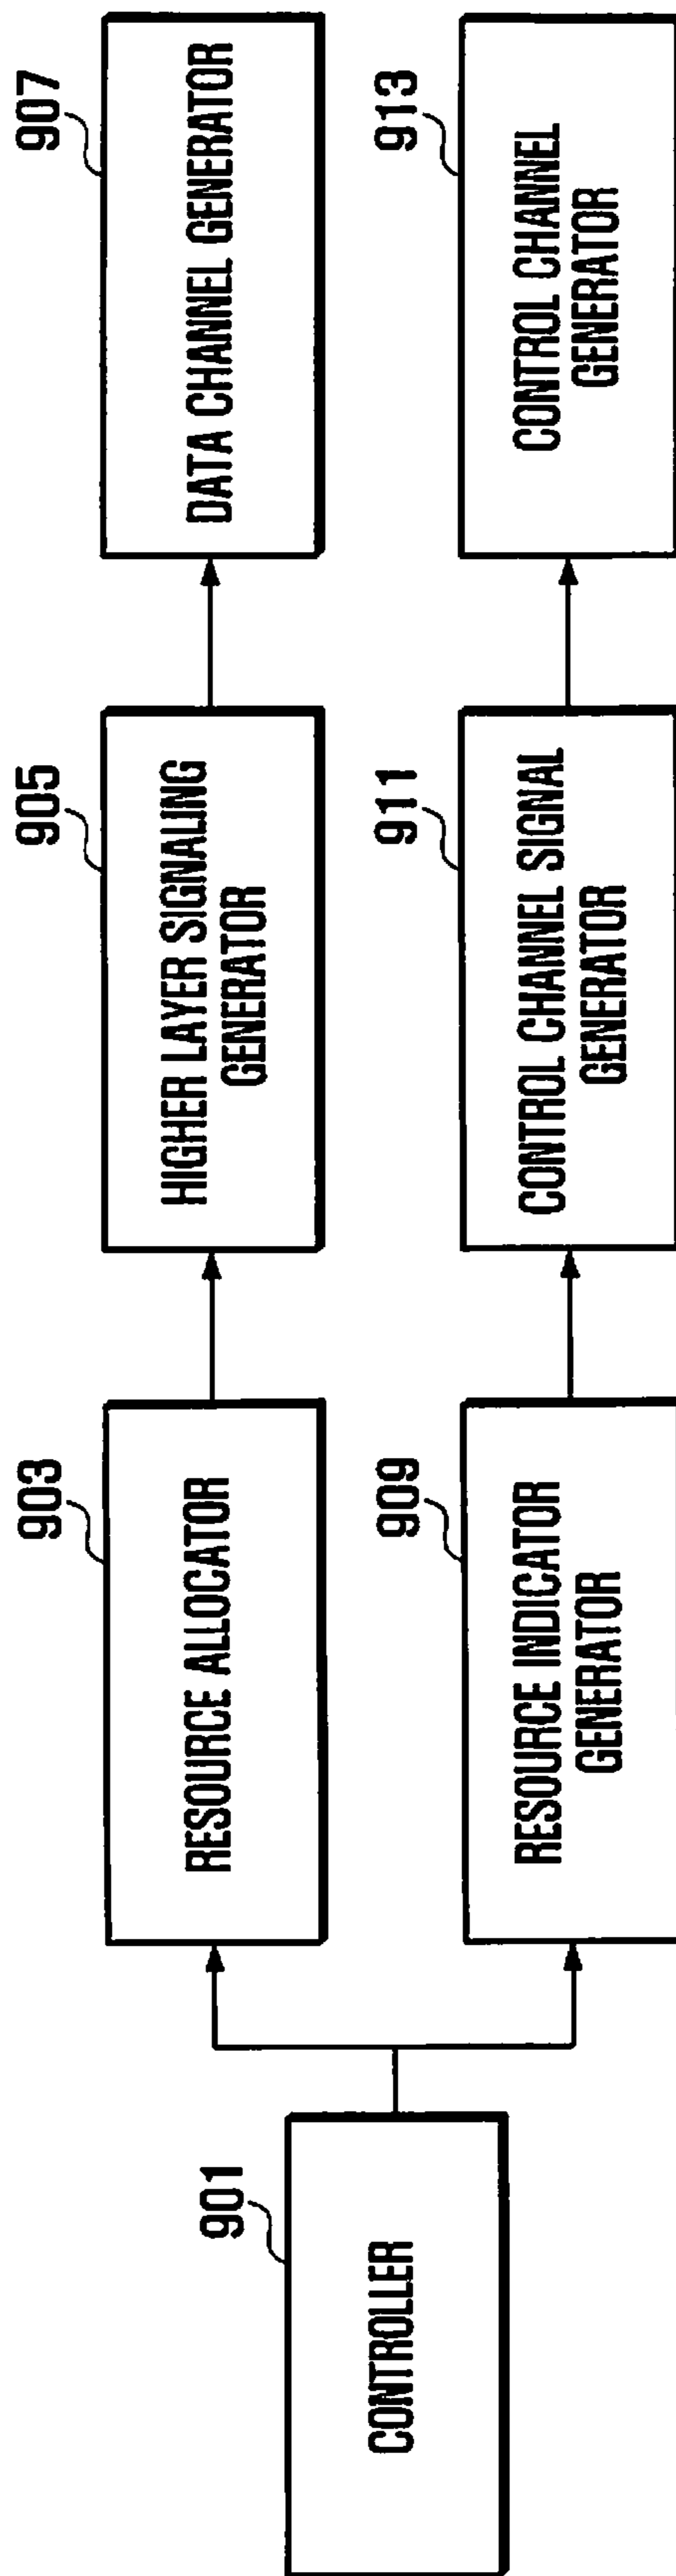 901
CONTROLLER
903
RESOURCE ALLOCATOR
905
HIGHER LAYER SIGNALING
GENERATOR
907
DATA CHANNEL GENERATOR
909
RESOURCE INDICATOR
GENERATOR
911
CONTROL CHANNEL SIGNAL
GENERATOR
913
CONTROL CHANNEL
GENERATOR